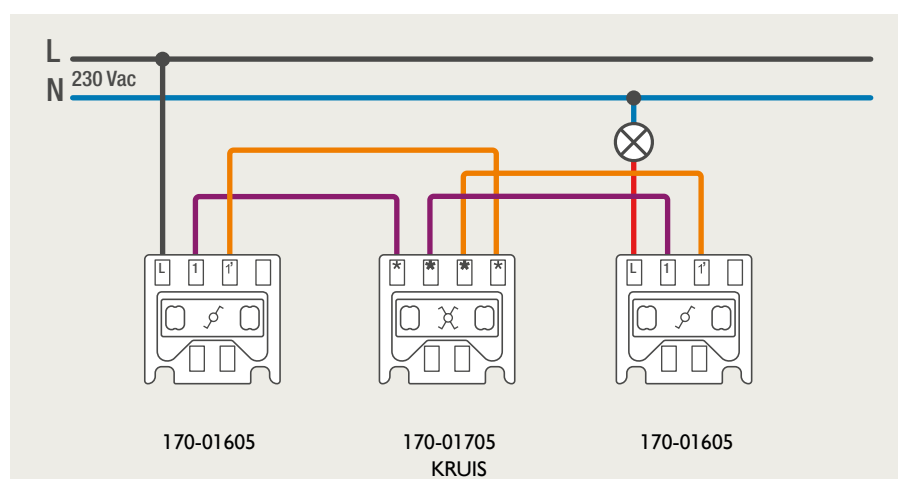 L
230 Vac
N
L 1 1' * * * * L 1 1'
170-01605 170-01705 170-01605
KRUIS